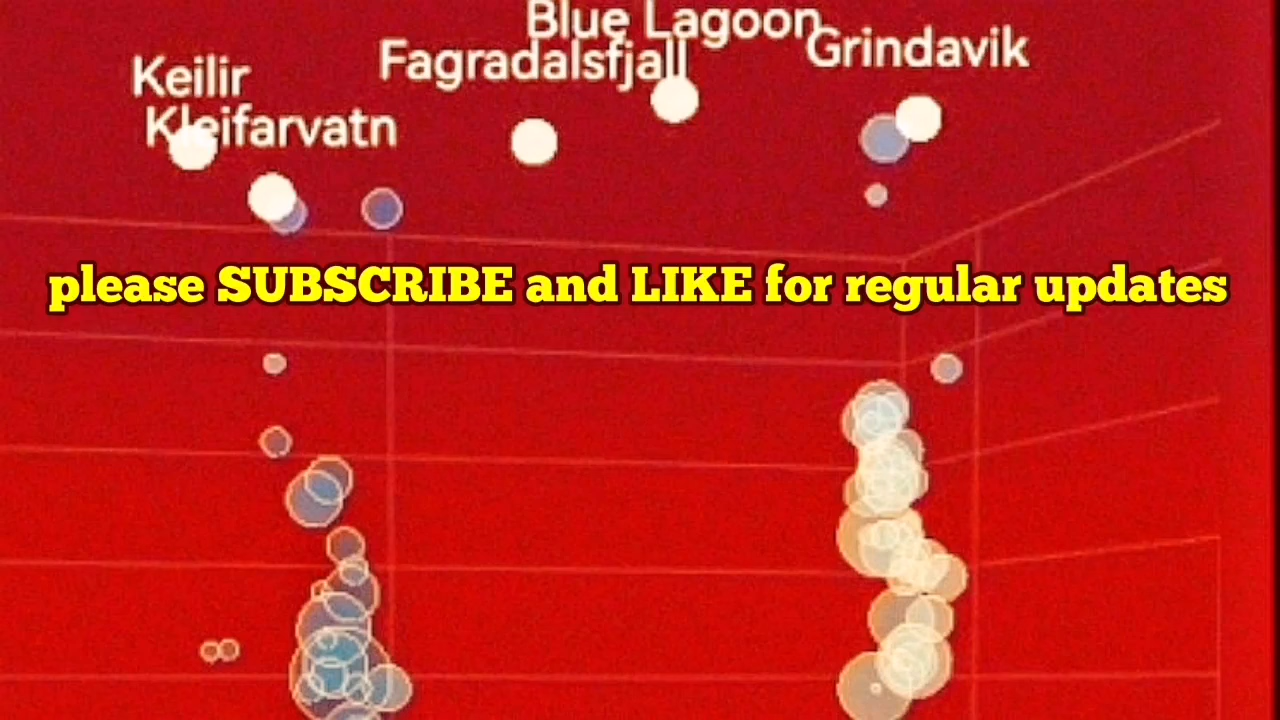 Blue Lagoon
Grindavik
Fagradalsfjall
Keilir
Kleifarvatn
please SUBSCRIBE and LIKE for regular updates